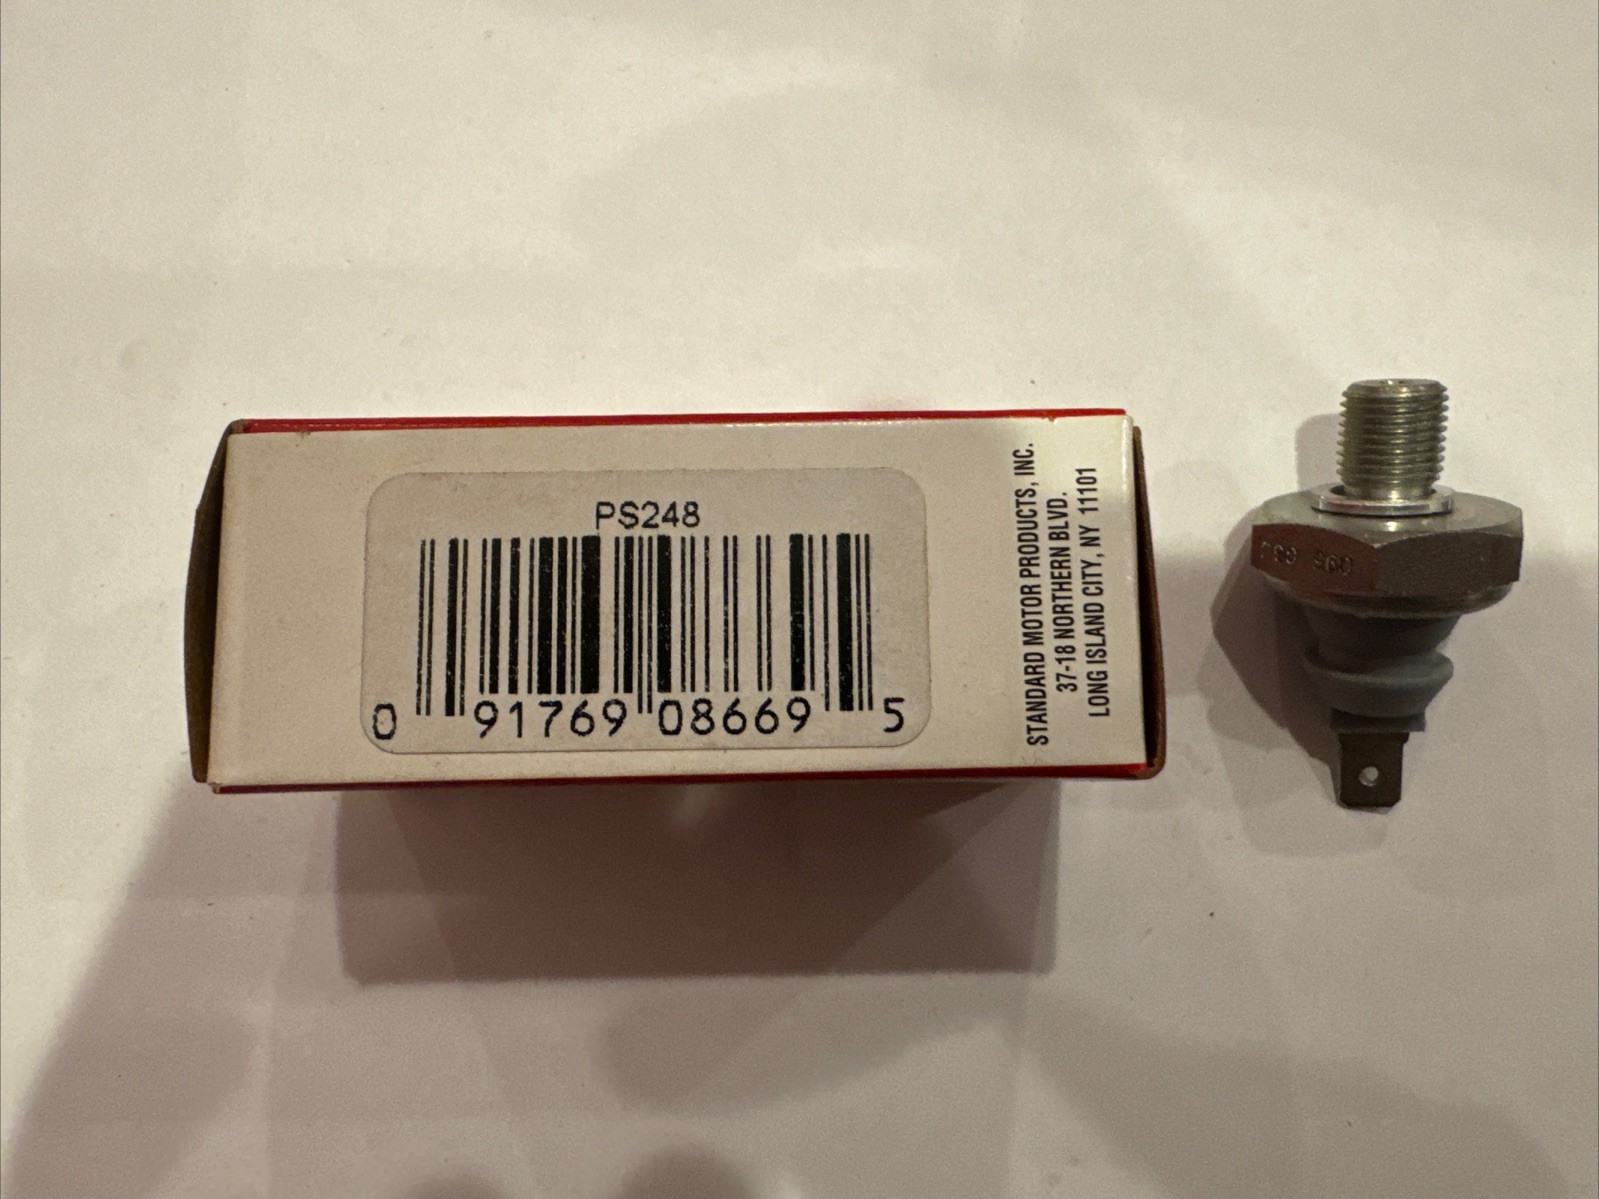 PS248
0 91769 08669 5
STANDARD MOTOR PRODUCTS, INC.
37-18 NORTHERN BLVD.
LONG ISLAND CITY, NY 11101